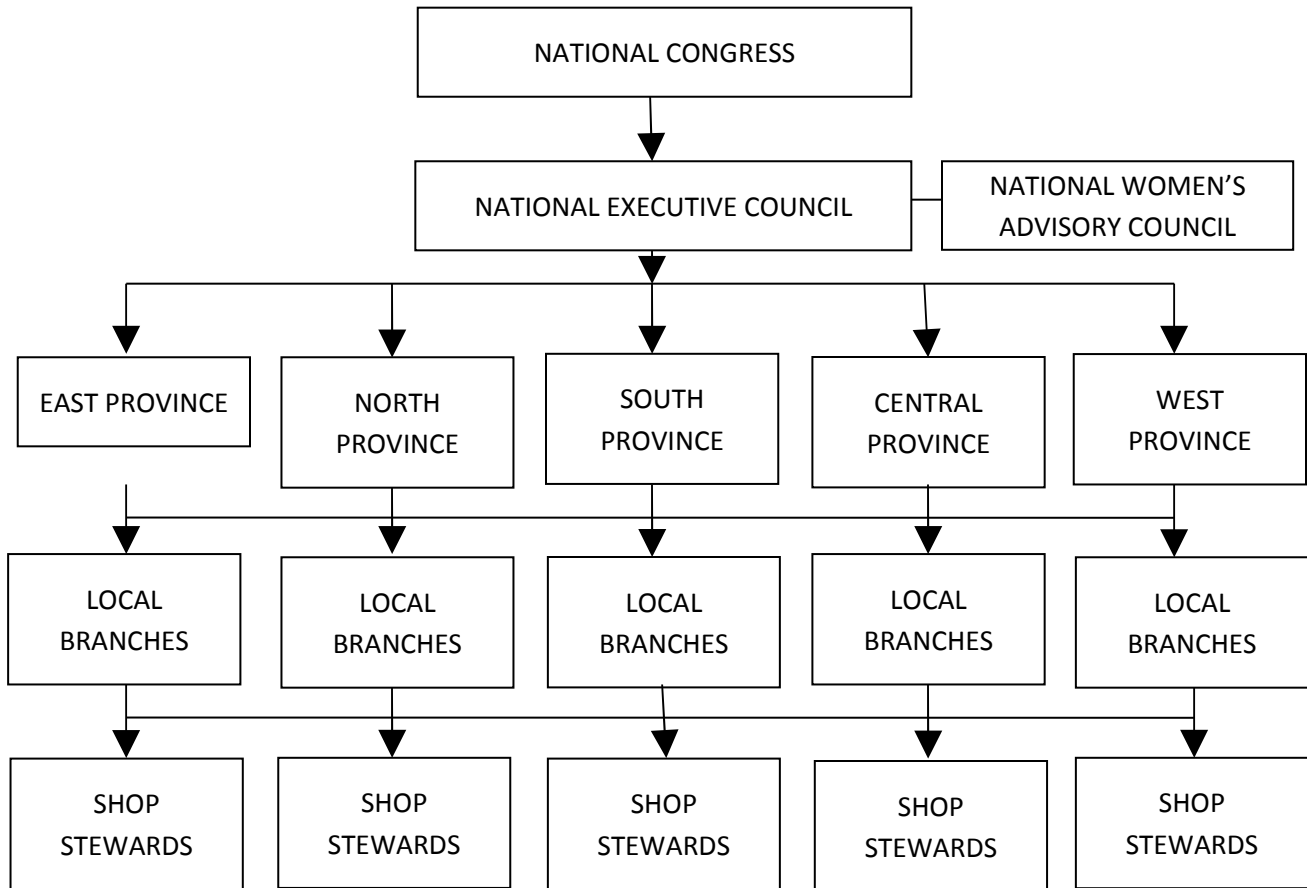 NATIONAL CONGRESS
NATIONAL EXECUTIVE COUNCIL
NATIONAL WOMEN’S
ADVISORY COUNCIL
EAST PROVINCE
NORTH
PROVINCE
SOUTH
PROVINCE
CENTRAL
PROVINCE
WEST
PROVINCE
LOCAL
BRANCHES
LOCAL
BRANCHES
LOCAL
BRANCHES
LOCAL
BRANCHES
LOCAL
BRANCHES
SHOP
STEWARDS
SHOP
STEWARDS
SHOP
STEWARDS
SHOP
STEWARDS
SHOP
STEWARDS